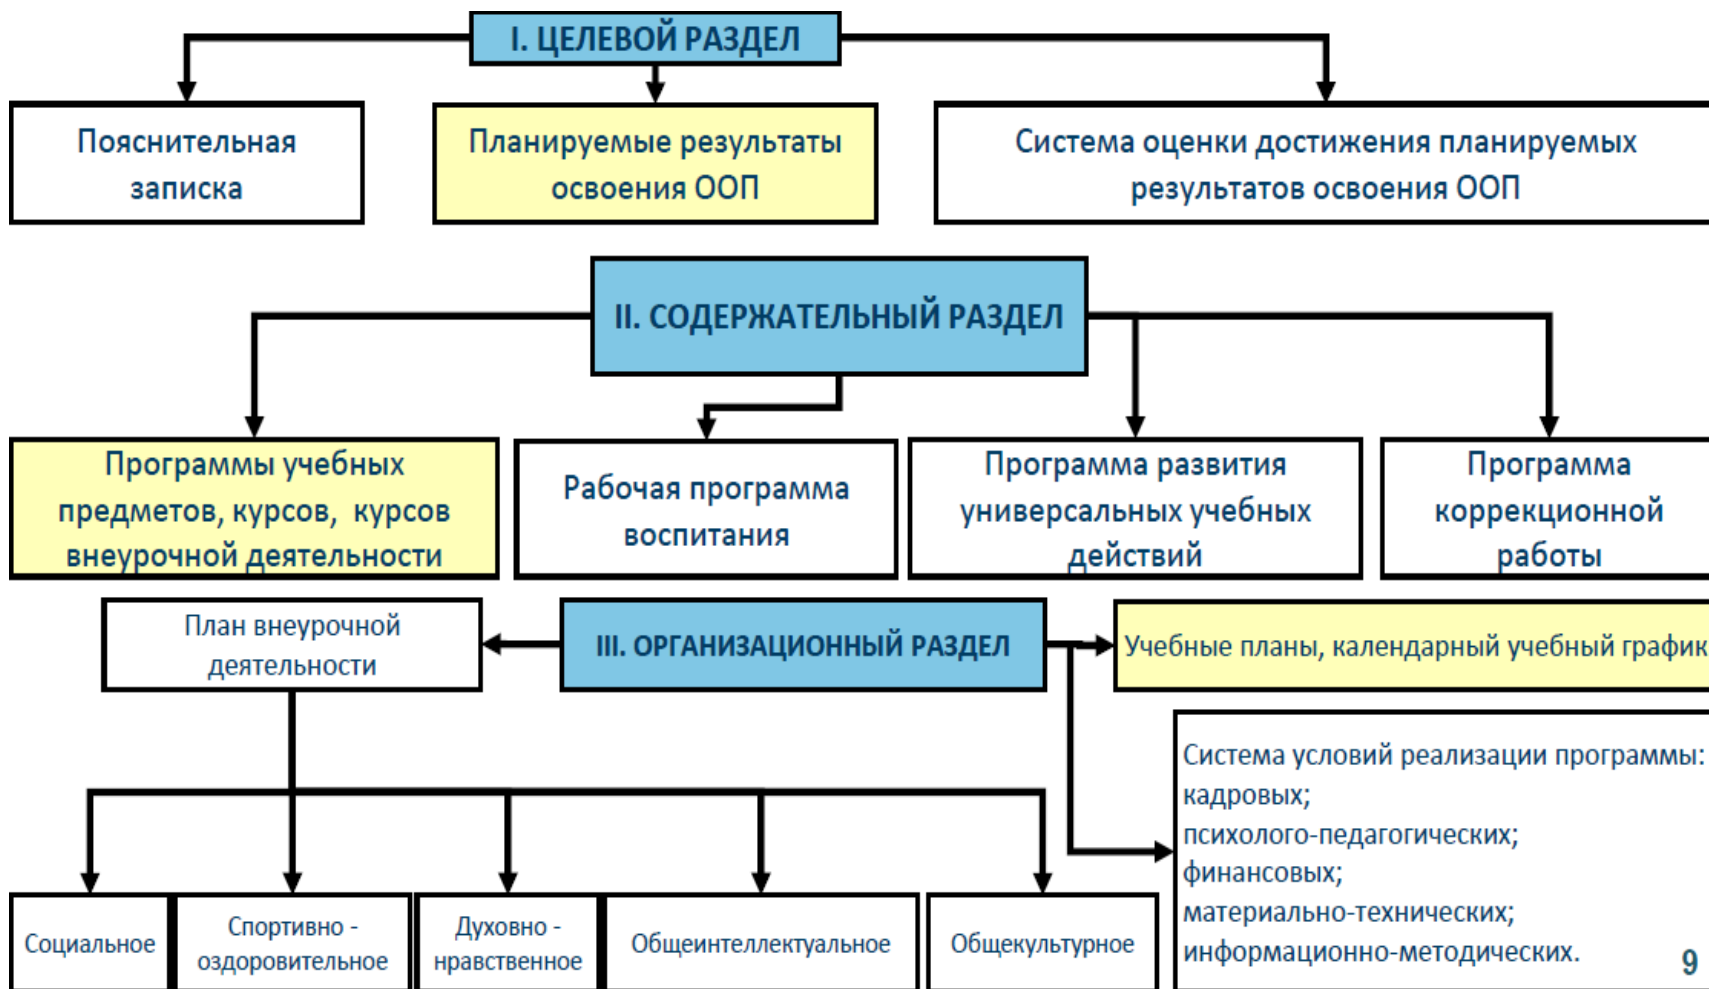 I. ЦЕЛЕВОЙ РАЗДЕЛ
Пояснительная
записка
Планируемые результаты
освоения ООП
Система оценки достижения планируемых
результатов освоения ООП
II. СОДЕРЖАТЕЛЬНЫЙ РАЗДЕЛ
Программы учебных
предметов, курсов, курсов
внеурочной деятельности
Рабочая программа
воспитания
Программа развития
универсальных учебных
действий
Программа
коррекционной
работы
План внеурочной
деятельности
III. ОРГАНИЗАЦИОННЫЙ РАЗДЕЛ
Учебные планы, календарный учебный график
Социальное
Спортивно -
оздоровительное
Духовно -
нравственное
Общеинтеллектуальное
Общекультурное
Система условий реализации программы:
кадровых;
психолого-педагогических;
финансовых;
материально-технических;
информационно-методических.
9